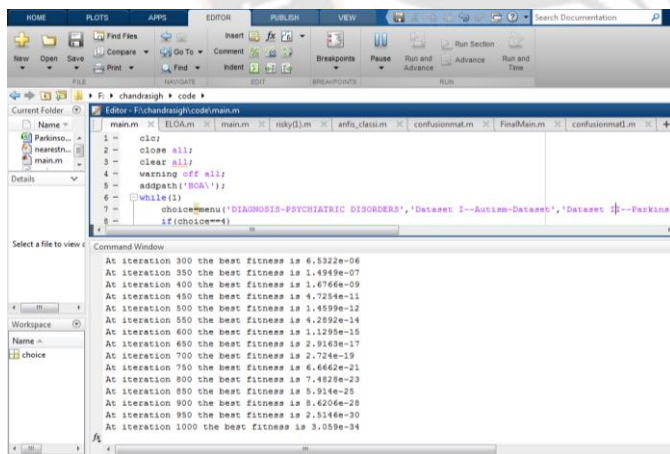 HOME PLOTS APPS EDITOR PUBLISH VIEW Search Documentation
New Open Save Find Files Compare Print Go To Find Insert Comment Indent fx Breakpoints Pause Run and Advance Run Section Advance Run and Time
FILE NAVIGATE EDIT BREAKPOINTS RUN
F: chandrasigh code
Current Folder
Editor - F:\chandrasigh\code\main.m
Name
main.m ELOA.m main.m risky(1).m anfis_classi.m confusionmat.m FinalMain.m confusionmat1.m +
Parkinso...
nearestn...
main.m
1 - clc;
2 - close all;
3 - clear all;
4 - warning off all;
5 - addpath('BOA\');
6 - while(1)
7 - choice=menu('DIAGNOSIS-PSYCHIATRIC DISORDERS','Dataset I--Autism-Dataset','Dataset II--Parkins
8 - if(choice==4)
Details
Select a file to view
Command Window
At iteration 300 the best fitness is 6.5322e-06
At iteration 350 the best fitness is 1.4949e-07
At iteration 400 the best fitness is 1.6766e-09
At iteration 450 the best fitness is 4.7254e-11
At iteration 500 the best fitness is 1.4599e-12
At iteration 550 the best fitness is 4.2892e-14
At iteration 600 the best fitness is 1.1295e-15
At iteration 650 the best fitness is 2.9163e-17
At iteration 700 the best fitness is 2.724e-19
At iteration 750 the best fitness is 6.6662e-21
At iteration 800 the best fitness is 7.4828e-23
At iteration 850 the best fitness is 5.914e-25
At iteration 900 the best fitness is 8.6206e-28
At iteration 950 the best fitness is 2.5146e-30
At iteration 1000 the best fitness is 3.059e-34
fx
Workspace
Name
choice